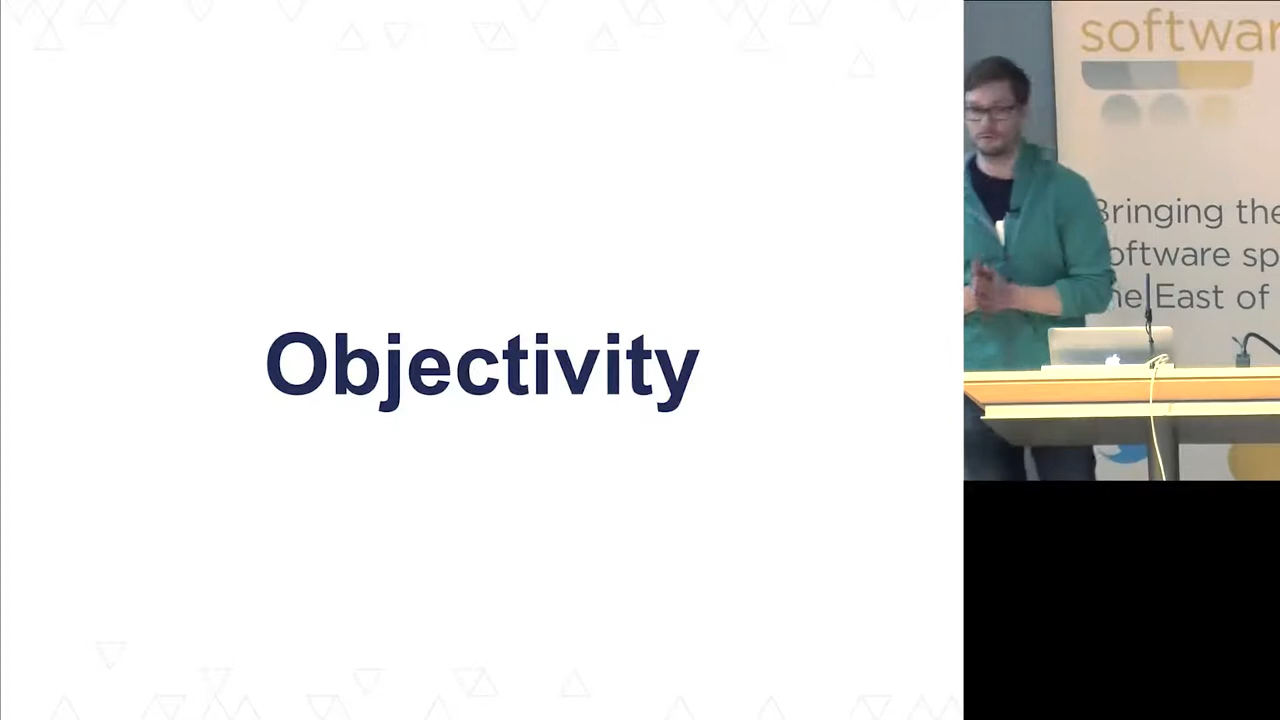 Objectivity
softwar
Bringing the
oftware sp
he East of